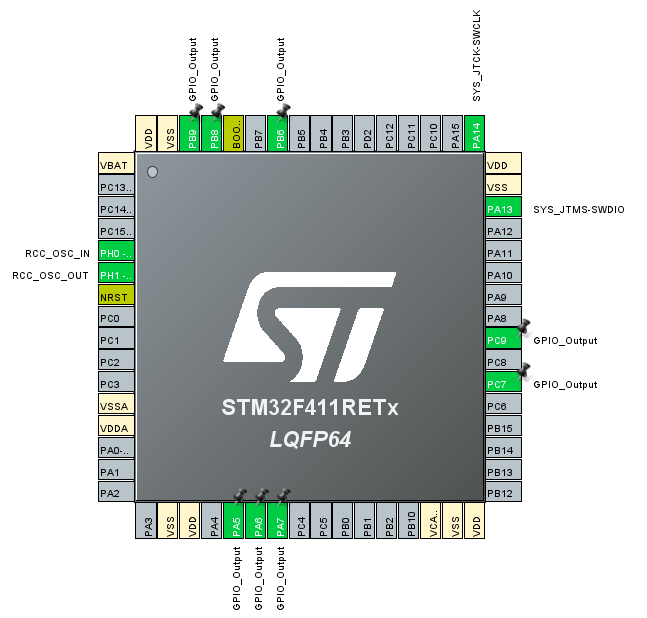 SYS_JTCK-SWCLK
GPIO_Output
GPIO_Output
GPIO_Output
VDD
VSS
PB9
PB8
BOO..
PB7
PB6
PB5
PB4
PB3
PD2
PC12
PC11
PC10
PA15
PA14
VBAT
PC13..
PC14..
PC15..
RCC_OSC_IN
PH0 -..
RCC_OSC_OUT
PH1 -..
NRST
PC0
PC1
PC2
PC3
VSSA
VDDA
PA0-..
PA1
PA2
ST
STM32F411RETx
LQFP64
VDD
VSS
PA13
SYS_JTMS-SWDIO
PA12
PA11
PA10
PA9
PA8
PC9
GPIO_Output
PC8
PC7
GPIO_Output
PC6
PB15
PB14
PB13
PB12
PA3
VSS
VDD
PA4
PA5
PA6
PA7
PC4
PC5
PB0
PB1
PB2
PB10
VCA..
VSS
VDD
GPIO_Output
GPIO_Output
GPIO_Output